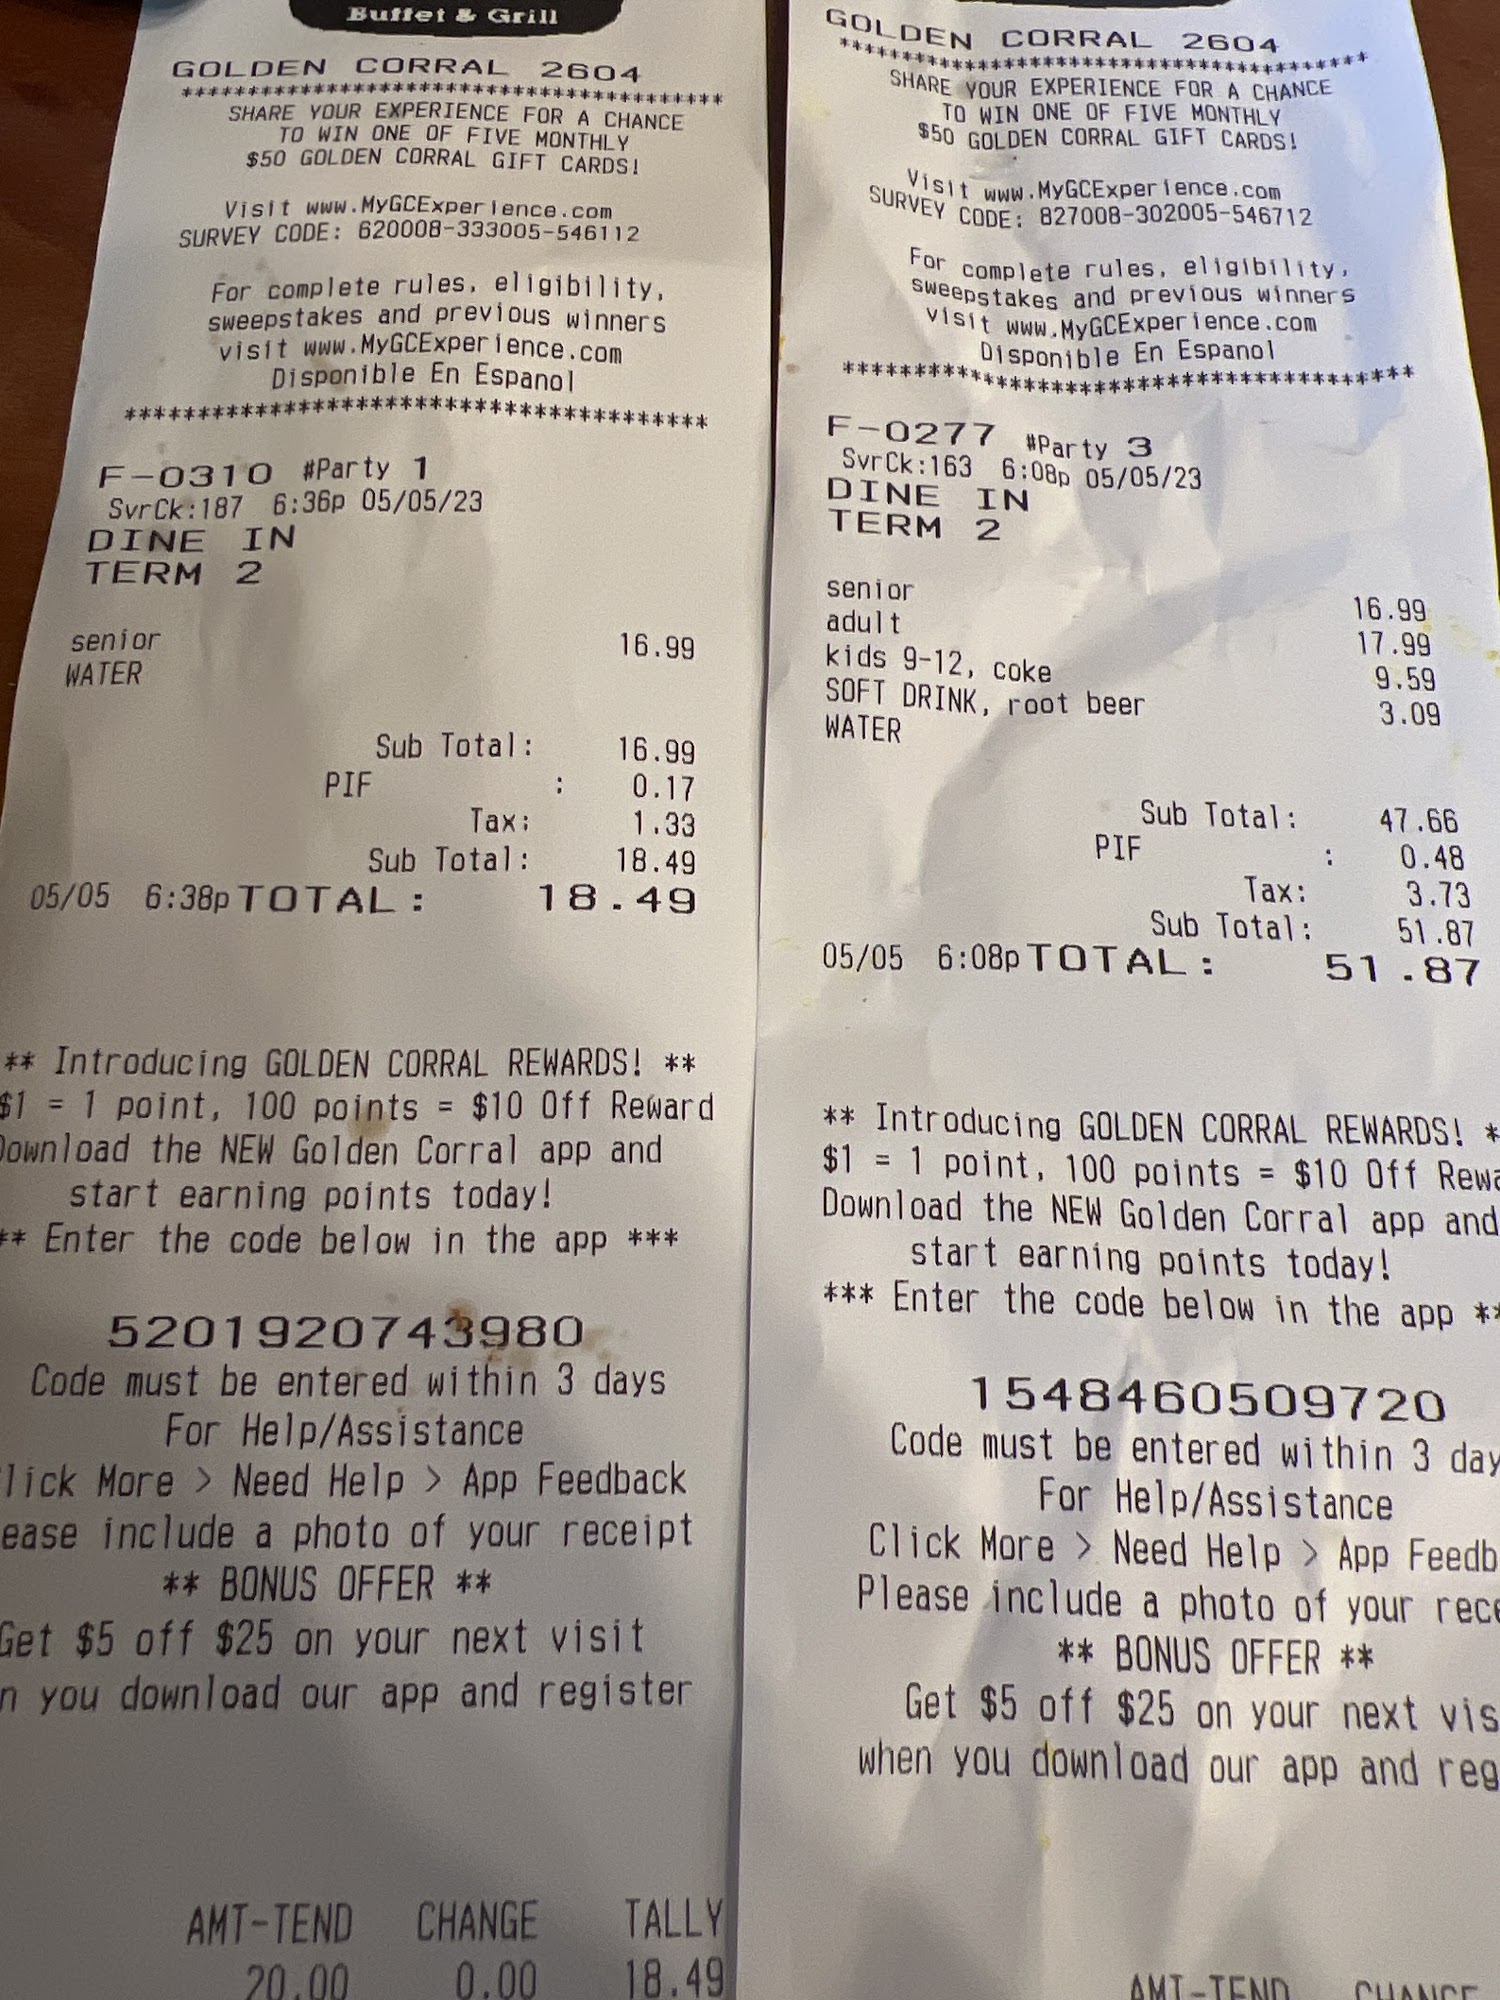 Buffet & Grill
GOLDEN CORRAL 2604
****************************************
SHARE YOUR EXPERIENCE FOR A CHANCE
TO WIN ONE OF FIVE MONTHLY
$50 GOLDEN CORRAL GIFT CARDS!
Visit www.MyGCExperience.com
SURVEY CODE: 620008-333005-546112
For complete rules, eligibility,
sweepstakes and previous winners
visit www.MyGCExperience.com
Disponible En Espanol
****************************************
F-0310 #Party 1
SvrCk:187 6:36p 05/05/23
DINE IN
TERM 2
senior 16.99
WATER
Sub Total: 16.99
PIF : 0.17
Tax: 1.33
Sub Total: 18.49
05/05 6:38p TOTAL: 18.49
** Introducing GOLDEN CORRAL REWARDS! **
$1 = 1 point, 100 points = $10 Off Reward
Download the NEW Golden Corral app and
start earning points today!
** Enter the code below in the app ***
5201920743980
Code must be entered within 3 days
For Help/Assistance
lick More > Need Help > App Feedback
ease include a photo of your receipt
** BONUS OFFER **
Get $5 off $25 on your next visit
n you download our app and register
AMT-TEND CHANGE TALLY
20.00 0.00 18.49
GOLDEN CORRAL 2604
****************************************
SHARE YOUR EXPERIENCE FOR A CHANCE
TO WIN ONE OF FIVE MONTHLY
$50 GOLDEN CORRAL GIFT CARDS!
Visit www.MyGCExperience.com
SURVEY CODE: 827008-302005-546712
For complete rules, eligibility,
sweepstakes and previous winners
visit www.MyGCExperience.com
Disponible En Espanol
****************************************
F-0277 #Party 3
SvrCk:163 6:08p 05/05/23
DINE IN
TERM 2
senior 16.99
adult 17.99
kids 9-12, coke 9.59
SOFT DRINK, root beer 3.09
WATER
Sub Total: 47.66
PIF : 0.48
Tax: 3.73
Sub Total: 51.87
05/05 6:08p TOTAL: 51.87
** Introducing GOLDEN CORRAL REWARDS! *
$1 = 1 point, 100 points = $10 Off Rewa
Download the NEW Golden Corral app and
start earning points today!
*** Enter the code below in the app **
1548460509720
Code must be entered within 3 day
For Help/Assistance
Click More > Need Help > App Feedb
Please include a photo of your rece
** BONUS OFFER **
Get $5 off $25 on your next vis
when you download our app and reg
AMT-TEND CHANGE